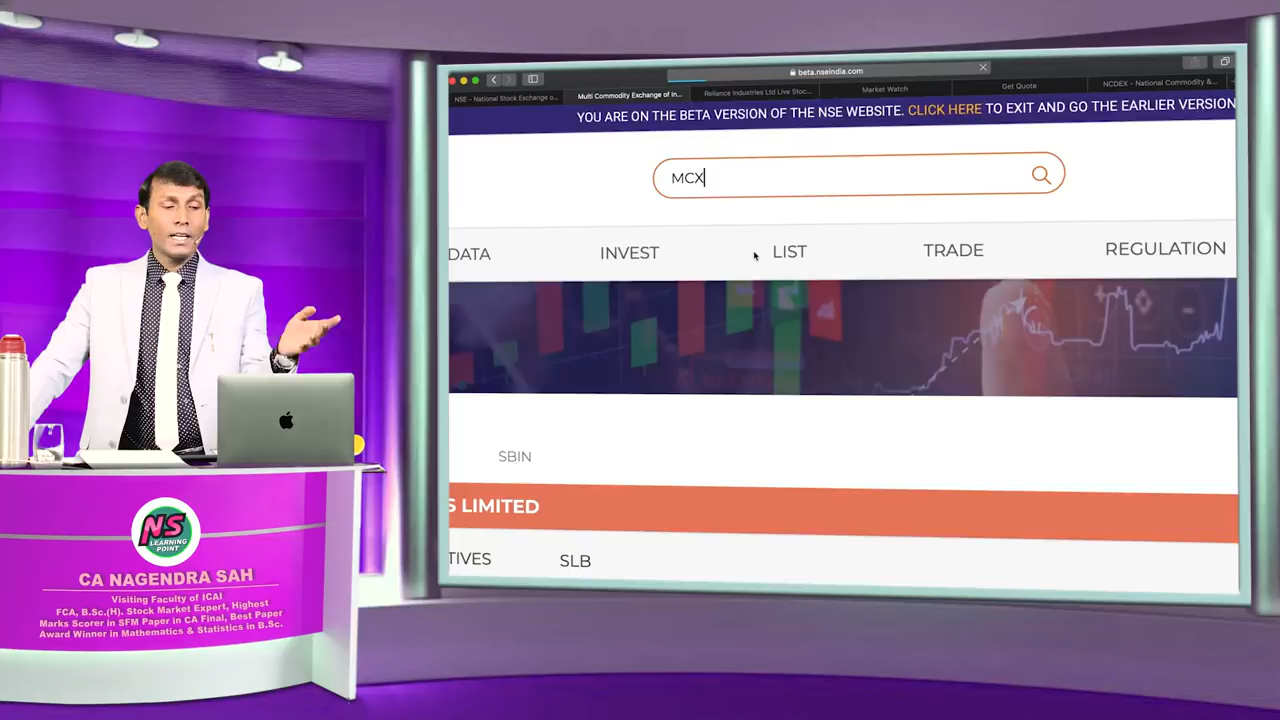 beta.nseindia.com
NSE - National Stock Exchange o...
Multi Commodity Exchange of In...
Reliance Industries Ltd Live Stoc...
Market Watch
Get Quote
NCDEX - National Commodity &...
YOU ARE ON THE BETA VERSION OF THE NSE WEBSITE. CLICK HERE TO EXIT AND GO THE EARLIER VERSION
MCX
DATA
INVEST
LIST
TRADE
REGULATION
SBIN
S LIMITED
TIVES
SLB
NS
LEARNING
POINT
CA NAGENDRA SAH
Visiting Faculty of ICAI
FCA, B.Sc.(H). Stock Market Expert, Highest
Marks Scorer in SFM Paper in CA Final, Best Paper
Award Winner in Mathematics & Statistics in B.Sc.